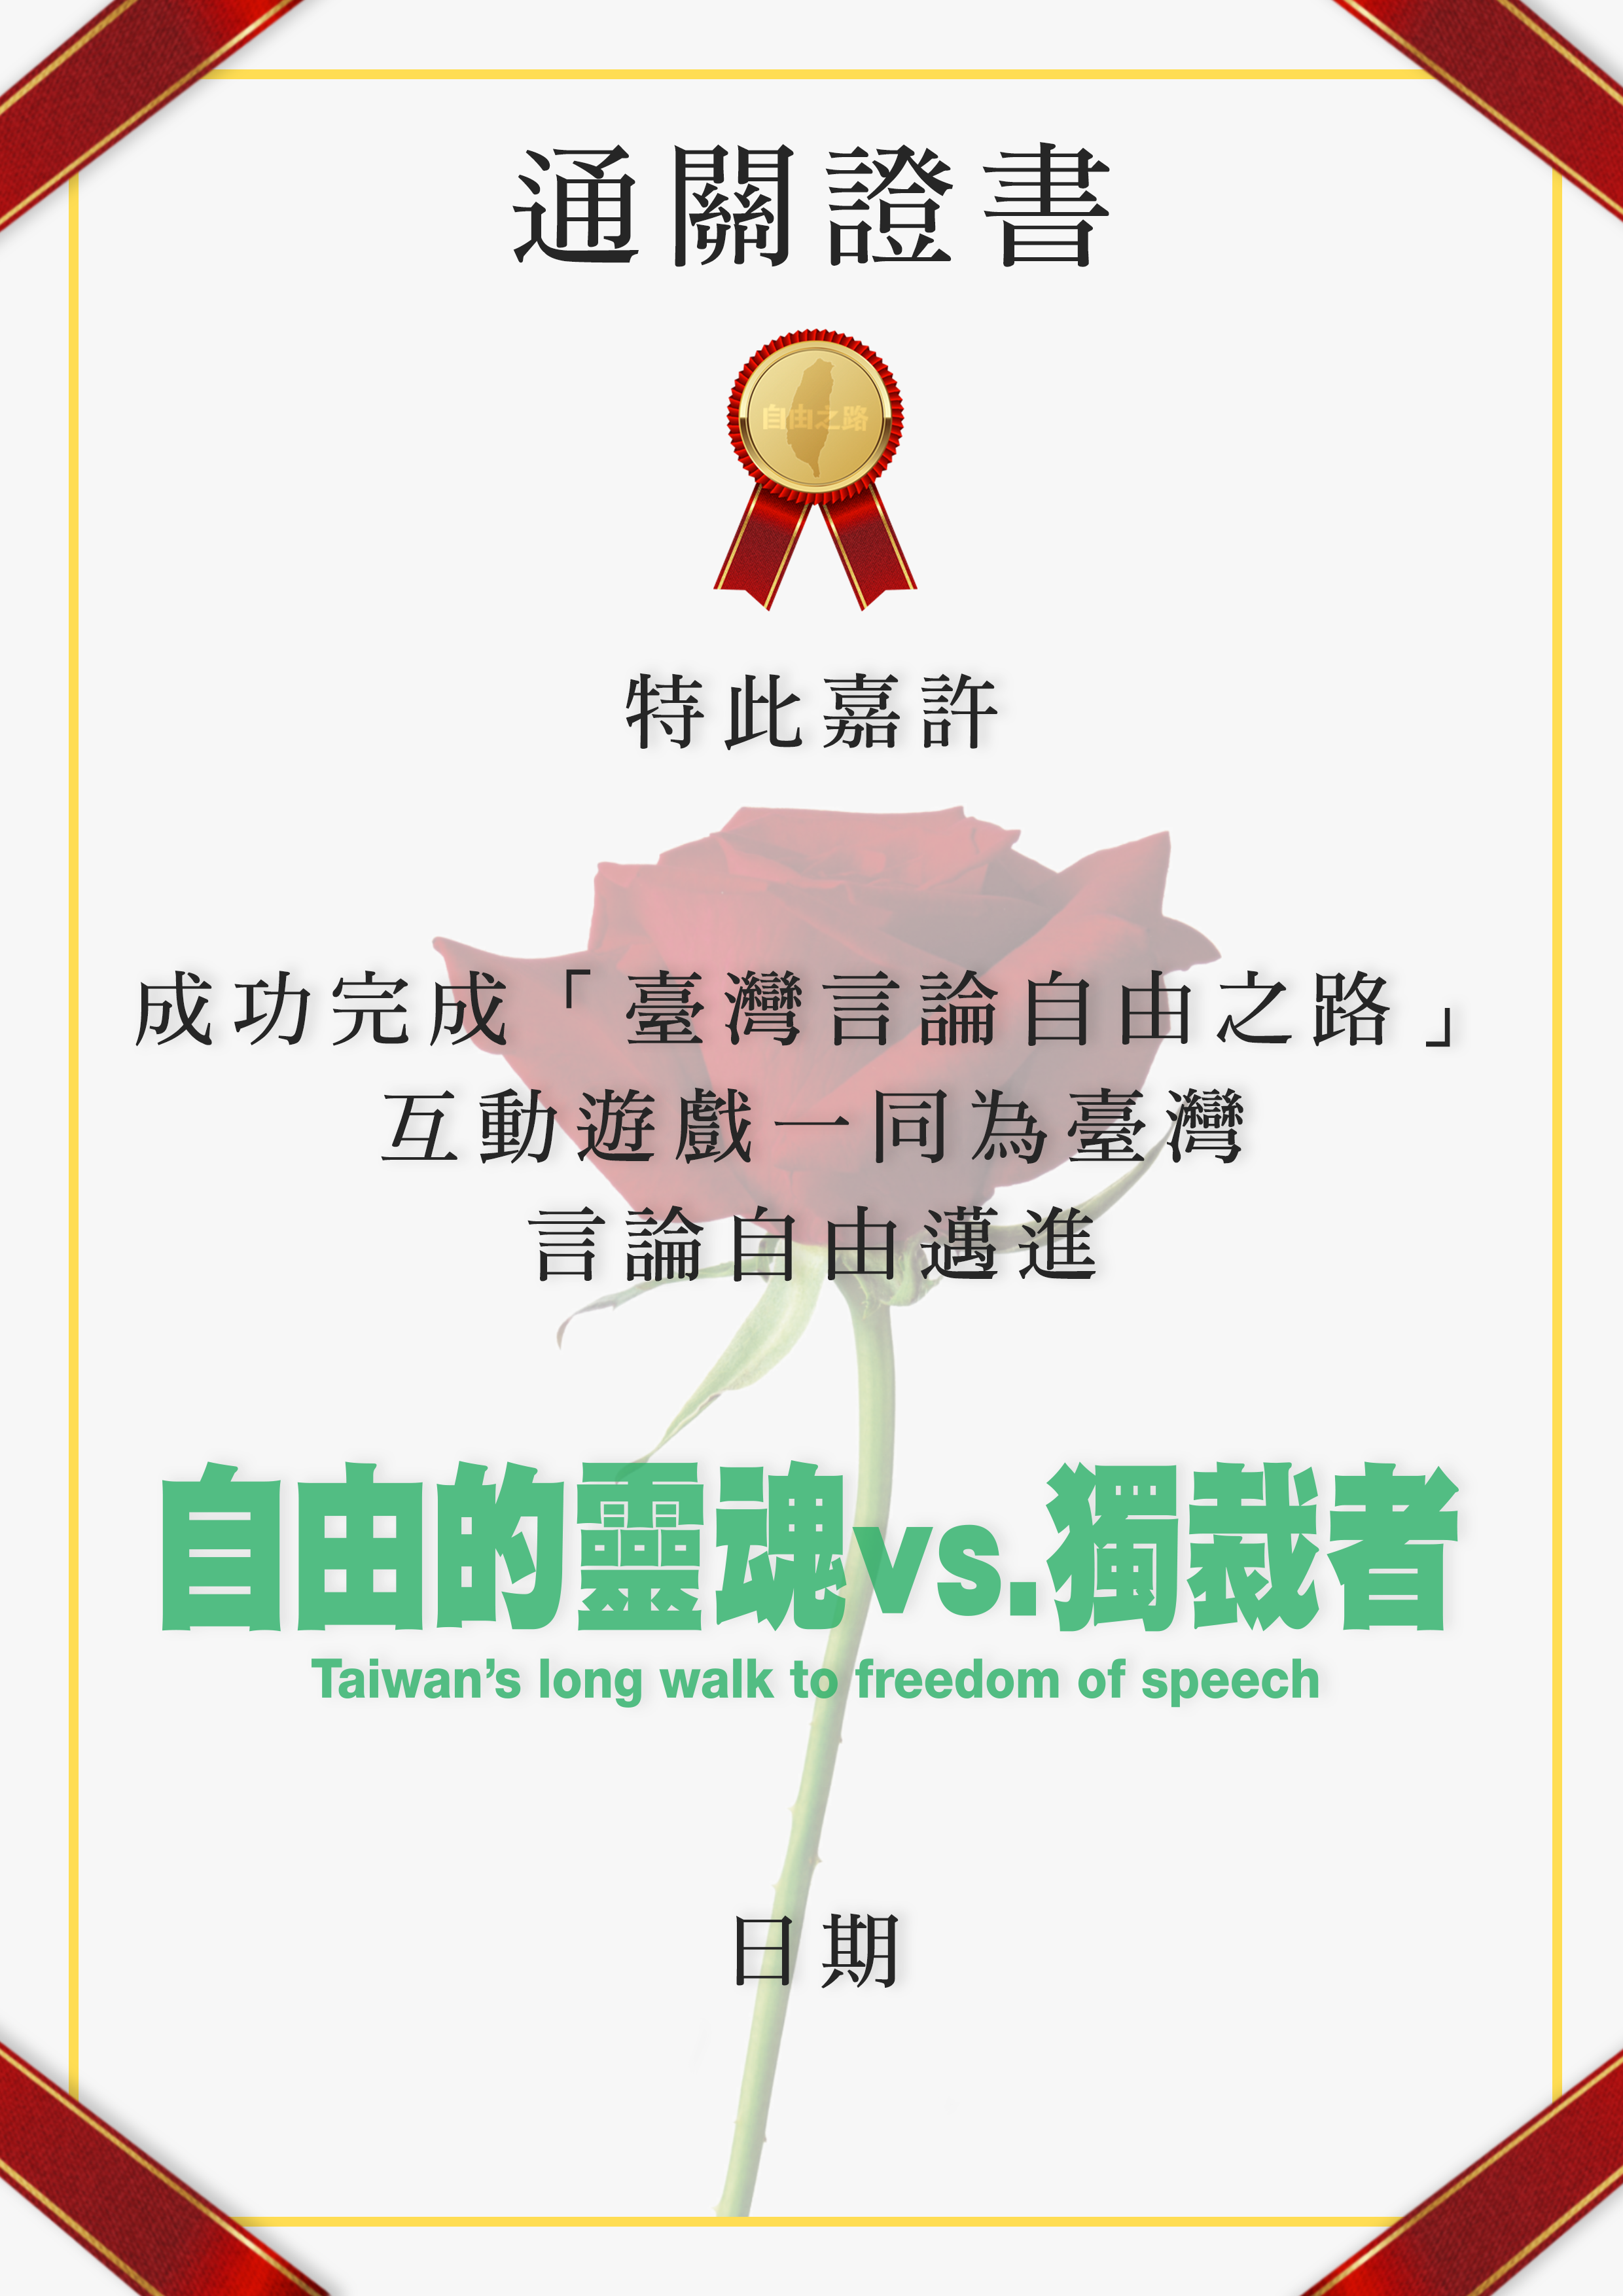 通關證書
自由之路
特此嘉許
成功完成「臺灣言論自由之路」
互動遊戲一同為臺灣
言論自由邁進
自由的靈魂vs.獨裁者
Taiwan’s long walk to freedom of speech
日期